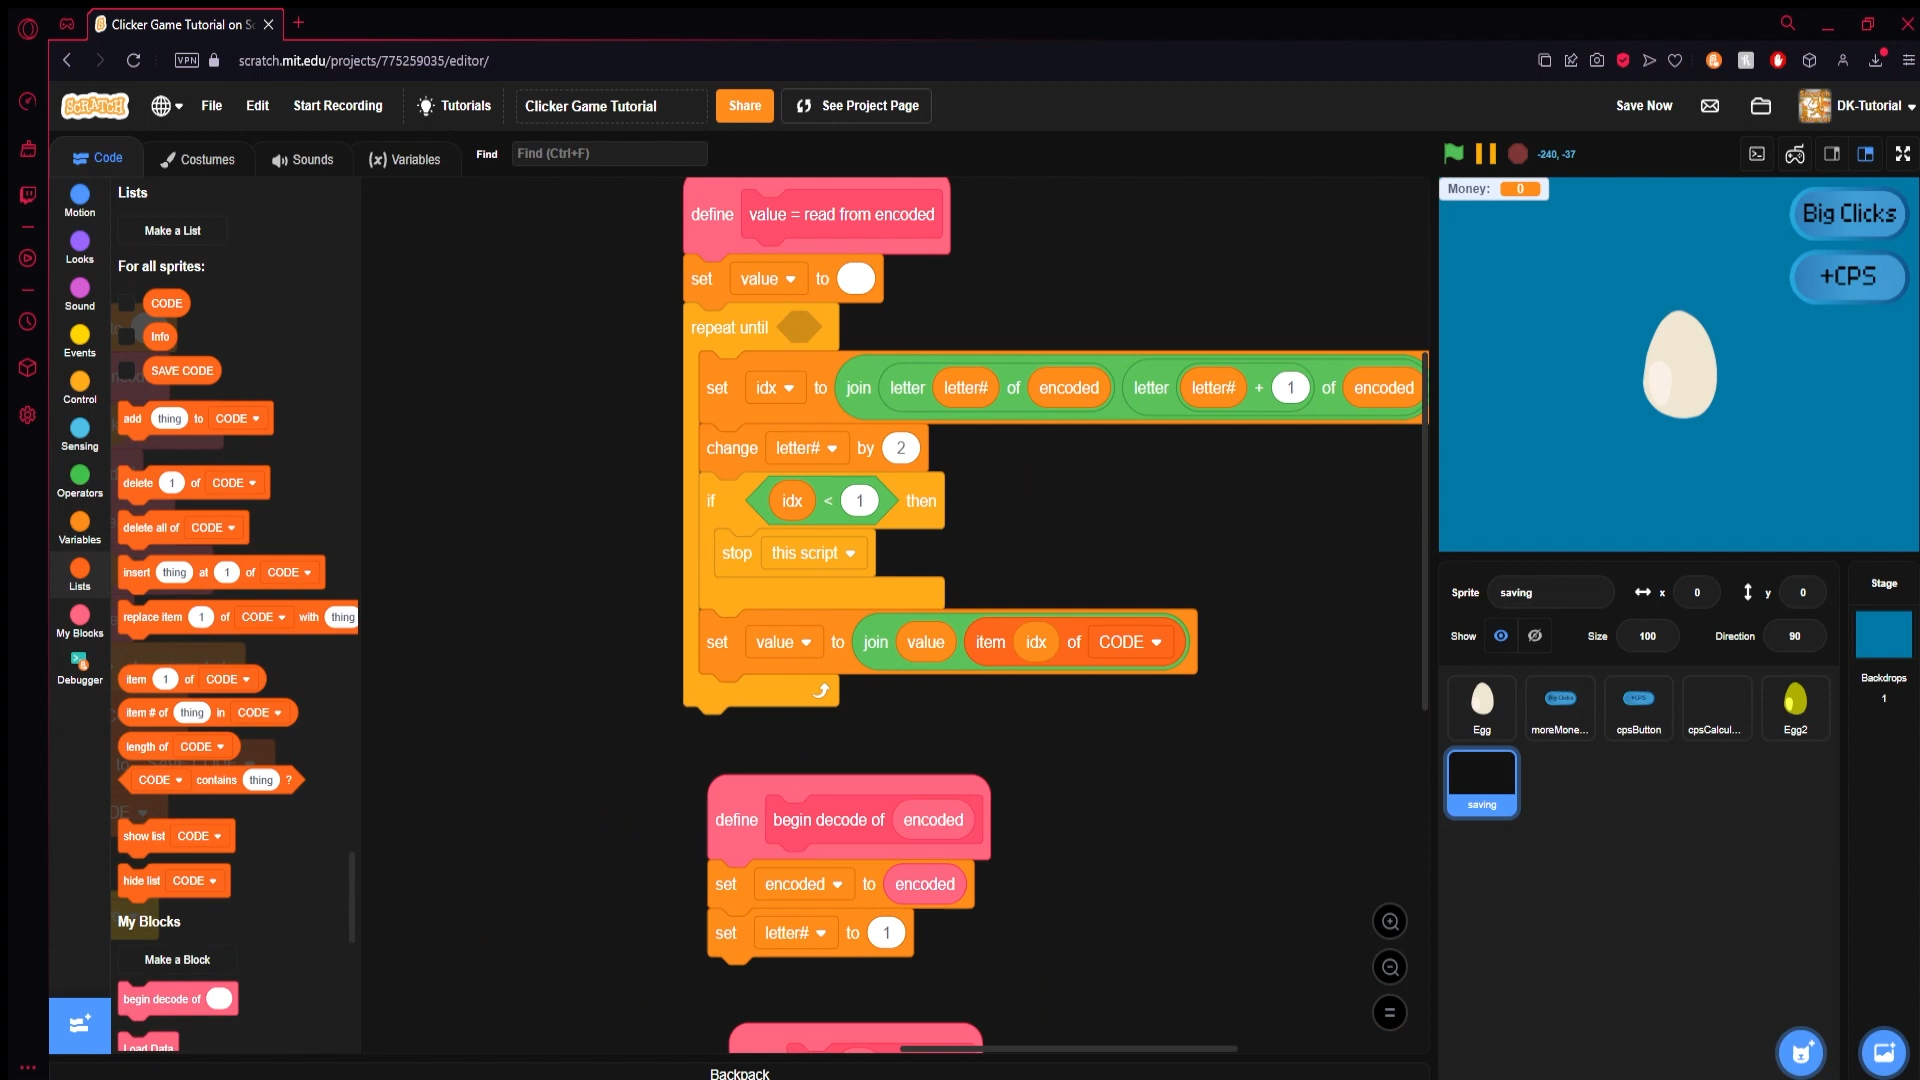 Clicker Game Tutorial on S
VPN scratch.mit.edu/projects/775259035/editor/
SCRATCH File Edit Start Recording Tutorials Clicker Game Tutorial Share See Project Page Save Now DK-Tutorial
Code Costumes Sounds (x) Variables Find Find (Ctrl+F) -240, -37
Motion
Looks
Sound
Events
Control
Sensing
Operators
Variables
Lists
My Blocks
Debugger
Lists
Make a List
For all sprites:
CODE
Info
SAVE CODE
add thing to CODE
delete 1 of CODE
delete all of CODE
insert thing at 1 of CODE
replace item 1 of CODE with thing
item 1 of CODE
item # of thing in CODE
length of CODE
CODE contains thing ?
show list CODE
hide list CODE
My Blocks
Make a Block
begin decode of
Load Data
define value = read from encoded
set value to
repeat until
set idx to join letter letter# of encoded letter letter# + 1 of encoded
change letter# by 2
if idx < 1 then
stop this script
set value to join value item idx of CODE
define begin decode of encoded
set encoded to encoded
set letter# to 1
Backpack
Money: 0
Big Clicks
+CPS
Sprite saving x 0 y 0
Show Size 100 Direction 90
Egg
moreMone...
Big Clicks
cpsButton
+CPS
cpsCalcul...
Egg2
saving
Stage
Backdrops
1